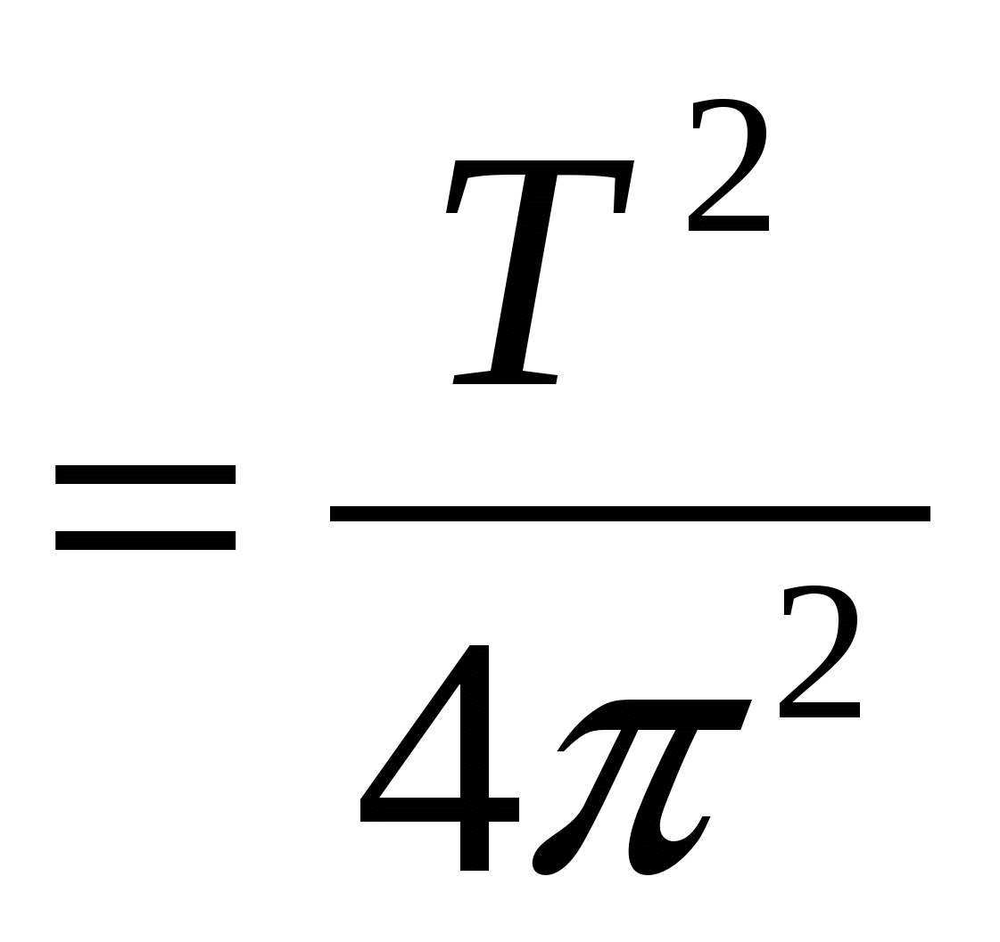 = T² / 4π²